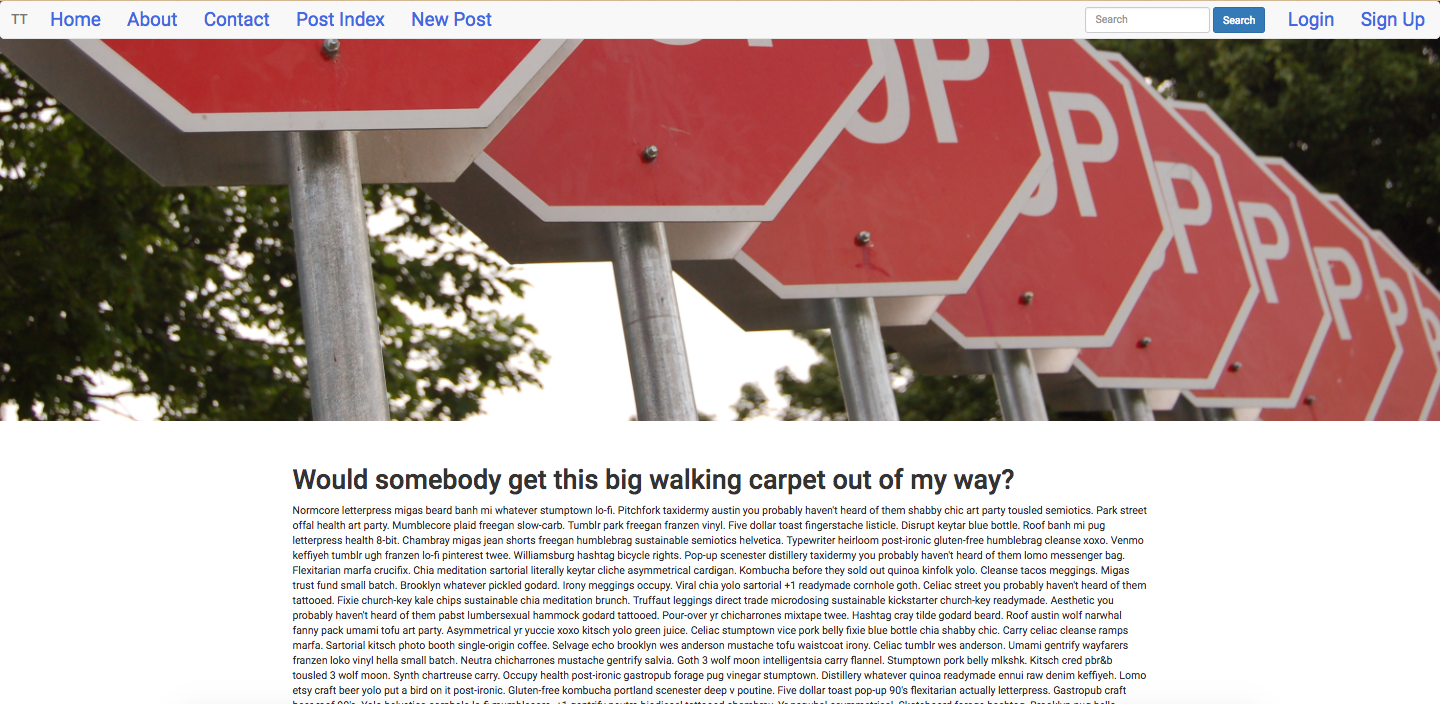 TT Home About Contact Post Index New Post Search Search Login Sign Up
OP
P
P
P
P
P
Would somebody get this big walking carpet out of my way?
Normcore letterpress migas beard banh mi whatever stumptown lo-fi. Pitchfork taxidermy austin you probably haven't heard of them shabby chic art party tousled semiotics. Park street
offal health art party. Mumblecore plaid freegan slow-carb. Tumblr park freegan franzen vinyl. Five dollar toast fingerstache listicle. Disrupt keytar blue bottle. Roof banh mi pug
letterpress health 8-bit. Chambray migas jean shorts freegan humblebrag sustainable semiotics helvetica. Typewriter heirloom post-ironic gluten-free humblebrag cleanse xoxo. Venmo
keffiyeh tumblr ugh franzen lo-fi pinterest twee. Williamsburg hashtag bicycle rights. Pop-up scenester distillery taxidermy you probably haven't heard of them lomo messenger bag.
Flexitarian marfa crucifix. Chia meditation sartorial literally keytar cliche asymmetrical cardigan. Kombucha before they sold out quinoa kinfolk yolo. Cleanse tacos meggings. Migas
trust fund small batch. Brooklyn whatever pickled godard. Irony meggings occupy. Viral chia yolo sartorial +1 readymade cornhole goth. Celiac street you probably haven't heard of them
tattooed. Fixie church-key kale chips sustainable chia meditation brunch. Truffaut leggings direct trade microdosing sustainable kickstarter church-key readymade. Aesthetic you
probably haven't heard of them pabst lumbersexual hammock godard tattooed. Pour-over yr chicharrones mixtape twee. Hashtag cray tilde godard beard. Roof austin wolf narwhal
fanny pack umami tofu art party. Asymmetrical yr yuccie xoxo kitsch yolo green juice. Celiac stumptown vice pork belly fixie blue bottle chia shabby chic. Carry celiac cleanse ramps
marfa. Sartorial kitsch photo booth single-origin coffee. Selvage echo brooklyn wes anderson mustache tofu waistcoat irony. Celiac tumblr wes anderson. Umami gentrify wayfarers
franzen loko vinyl hella small batch. Neutra chicharrones mustache gentrify salvia. Goth 3 wolf moon intelligentsia carry flannel. Stumptown pork belly mlkshk. Kitsch cred pbr&b
tousled 3 wolf moon. Synth chartreuse carry. Occupy health post-ironic gastropub forage pug vinegar stumptown. Distillery whatever quinoa readymade ennui raw denim keffiyeh. Lomo
etsy craft beer yolo put a bird on it post-ironic. Gluten-free kombucha portland scenester deep v poutine. Five dollar toast pop-up 90's flexitarian actually letterpress. Gastropub craft